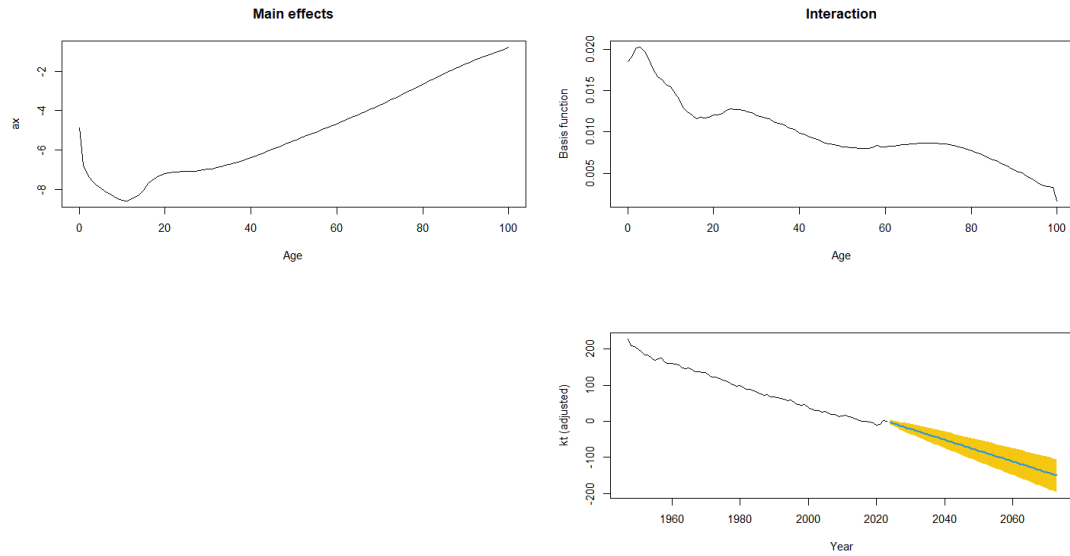 Main effects
ax
-2
-4
-6
-8
0 20 40 60 80 100
Age
Interaction
Basis function
0.020
0.015
0.010
0.005
0 20 40 60 80 100
Age
kt (adjusted)
200
100
0
-100
-200
1960 1980 2000 2020 2040 2060
Year